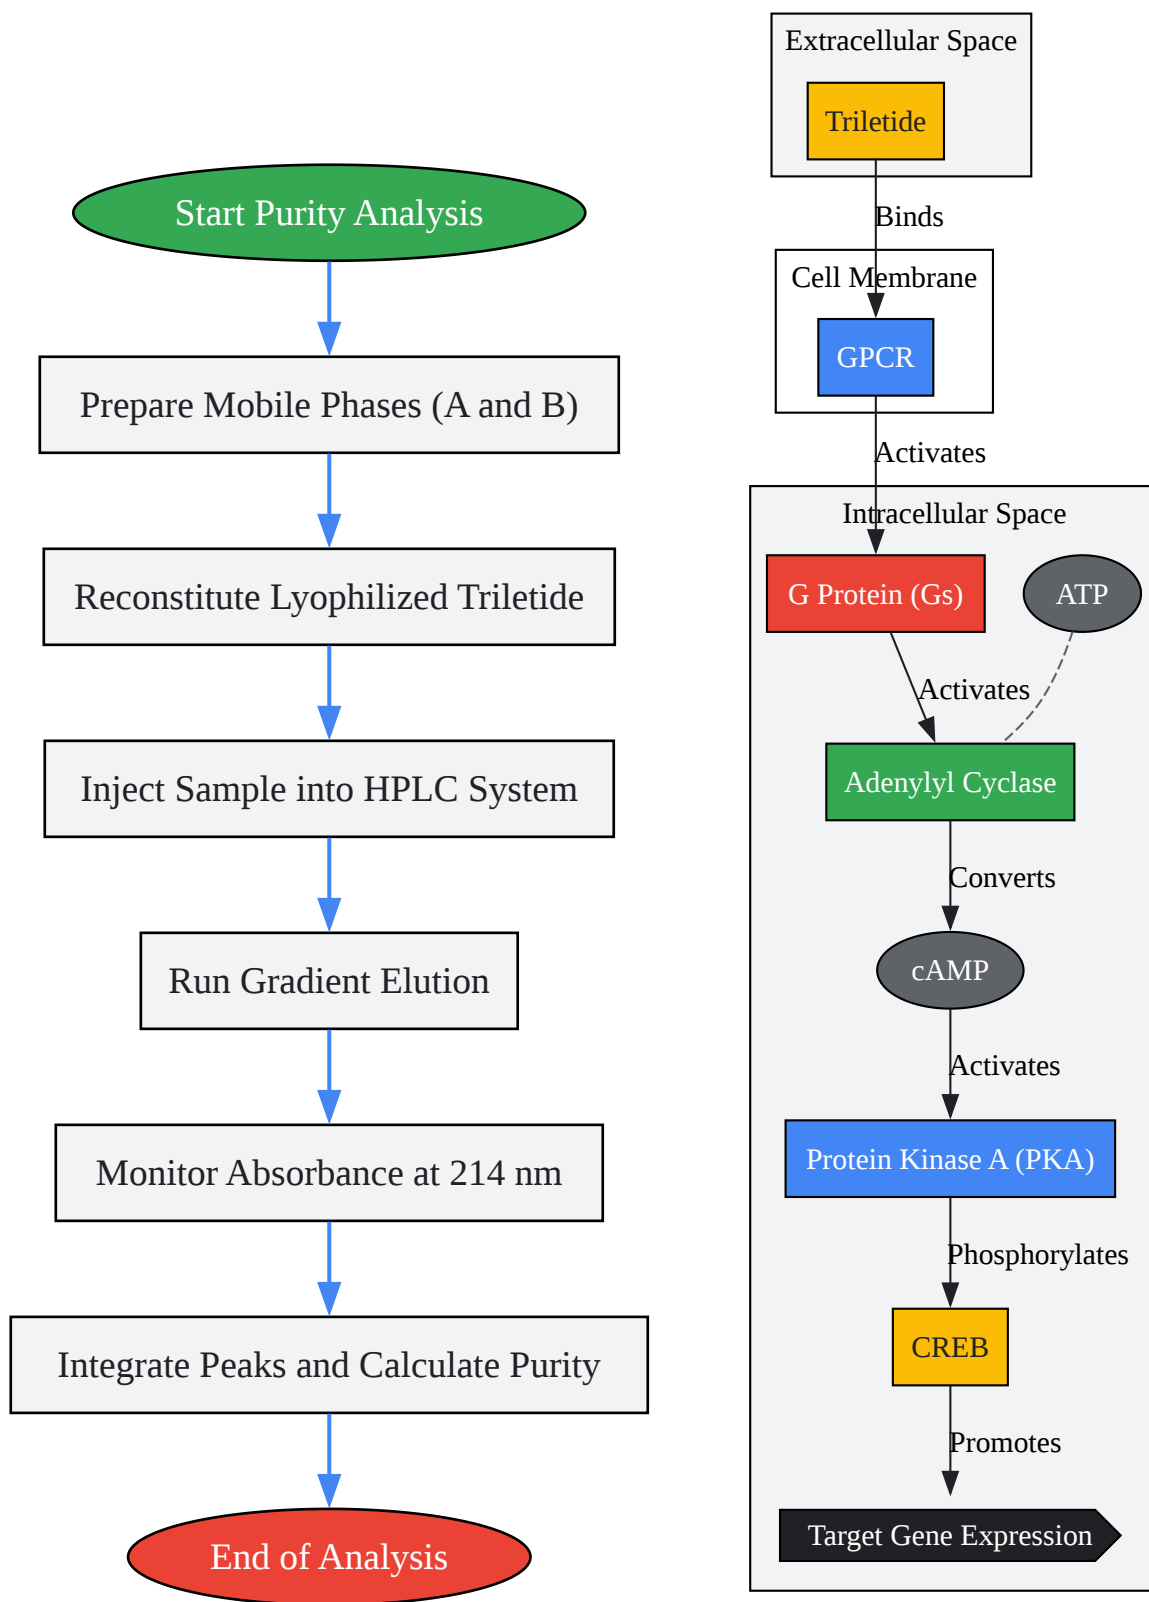 Start Purity Analysis
Prepare Mobile Phases (A and B)
Reconstitute Lyophilized Triletide
Inject Sample into HPLC System
Run Gradient Elution
Monitor Absorbance at 214 nm
Integrate Peaks and Calculate Purity
End of Analysis
Extracellular Space
Triletide
Binds
Cell Membrane
GPCR
Activates
Intracellular Space
G Protein (Gs)
ATP
Activates
Adenylyl Cyclase
Converts
cAMP
Activates
Protein Kinase A (PKA)
Phosphorylates
CREB
Promotes
Target Gene Expression